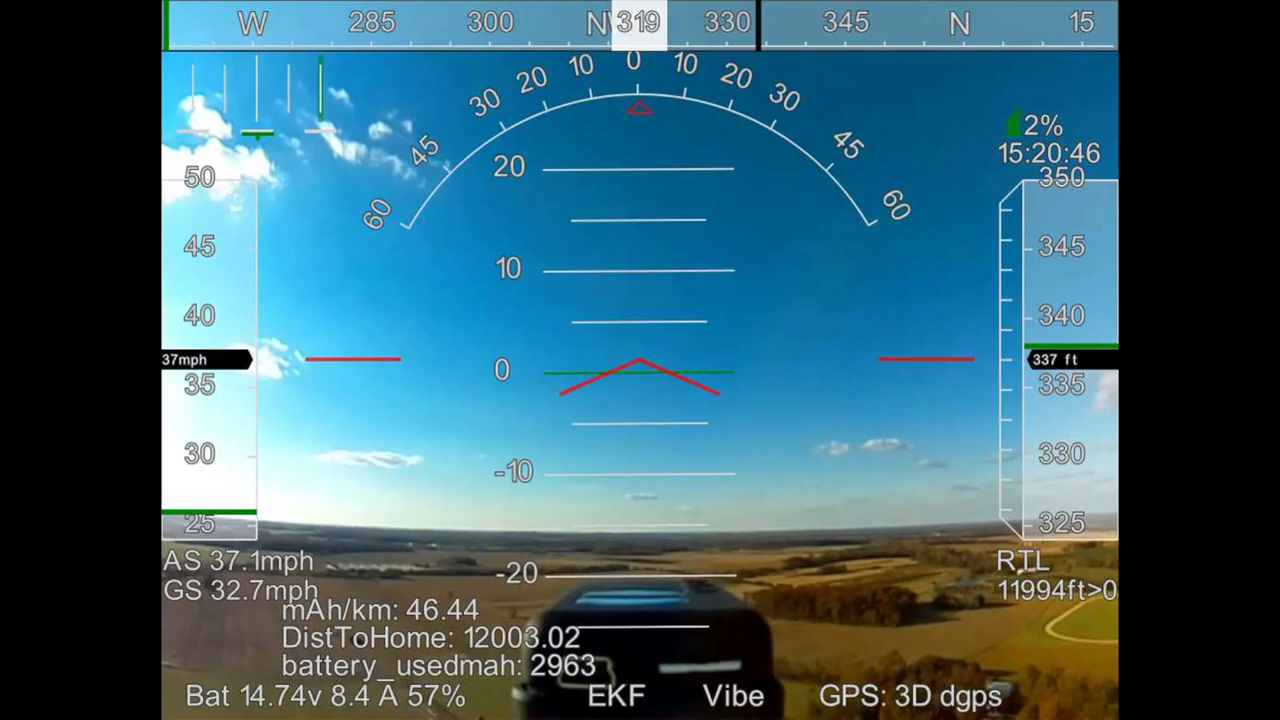 W 285 300 NW 319 330 345 N 15
60 45 30 20 10 0 10 20 30 45 60
2%
15:20:46
50
45
40
37mph
35
30
25
20
10
0
-10
-20
350
345
340
337 ft
335
330
325
AS 37.1mph
GS 32.7mph
RTL
11994ft>0
mAh/km: 46.44
DistToHome: 12003.02
battery_usedmah: 2963
Bat 14.74v 8.4 A 57% EKF Vibe GPS: 3D dgps